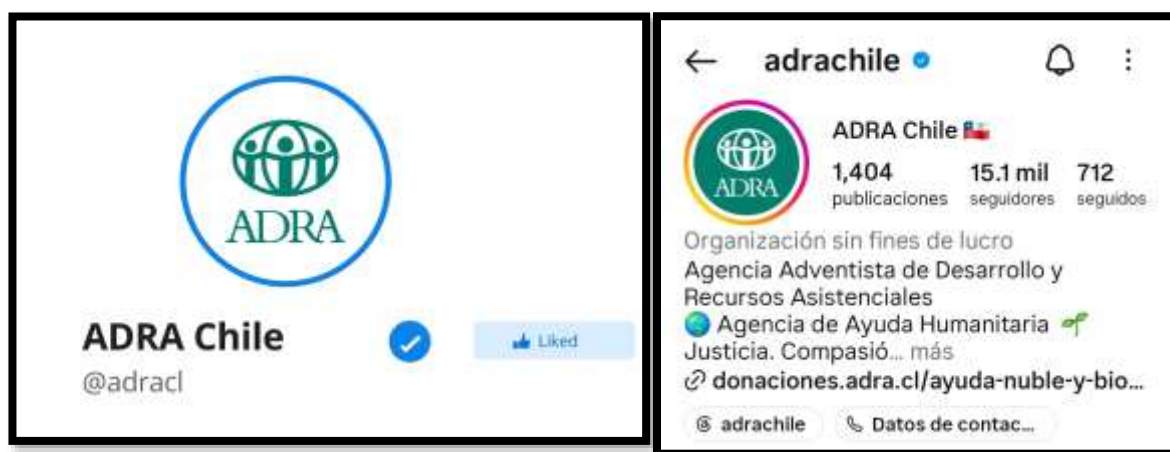 ADRA
ADRA Chile
@adracl
Liked
adrachile
ADRA
ADRA Chile
1,404 15.1 mil 712
publicaciones seguidores seguidos
Organización sin fines de lucro
Agencia Adventista de Desarrollo y
Recursos Asistenciales
Agencia de Ayuda Humanitaria
Justicia. Compasió... más
donaciones.adra.cl/ayuda-nuble-y-bio...
adrachile Datos de contac...